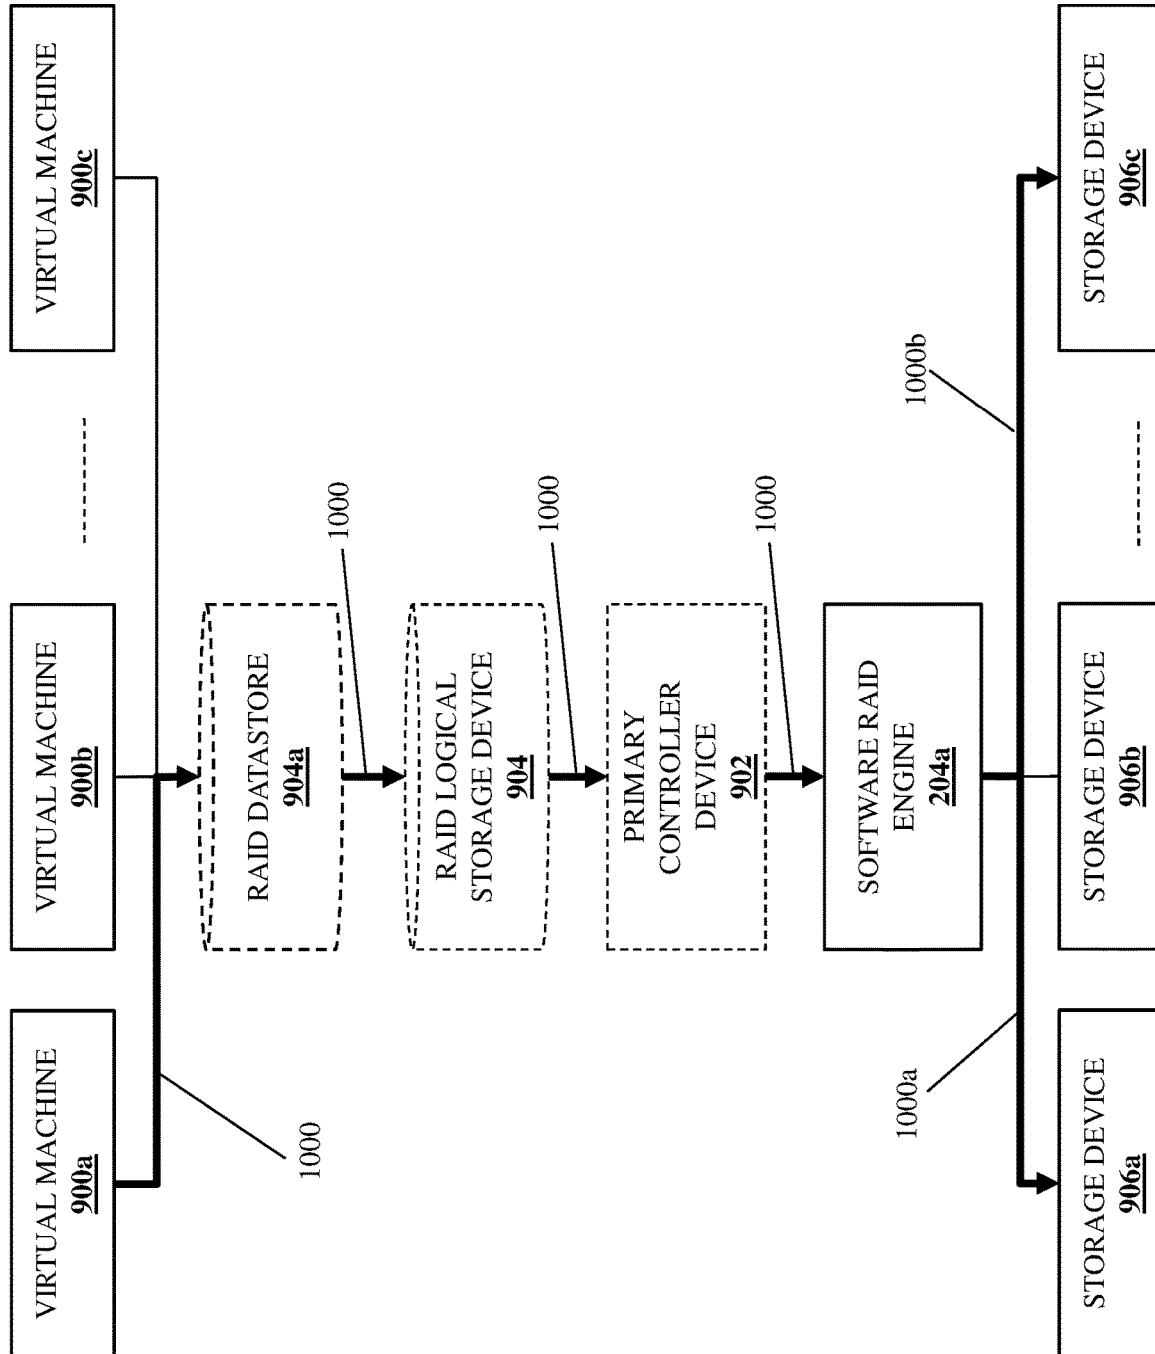 VIRTUAL MACHINE
900a
VIRTUAL MACHINE
900b
VIRTUAL MACHINE
900c
1000
RAID DATASTORE
904a
1000
RAID LOGICAL
STORAGE DEVICE
904
1000
PRIMARY
CONTROLLER
DEVICE
902
1000
SOFTWARE RAID
ENGINE
204a
1000a
1000b
STORAGE DEVICE
906a
STORAGE DEVICE
906b
STORAGE DEVICE
906c